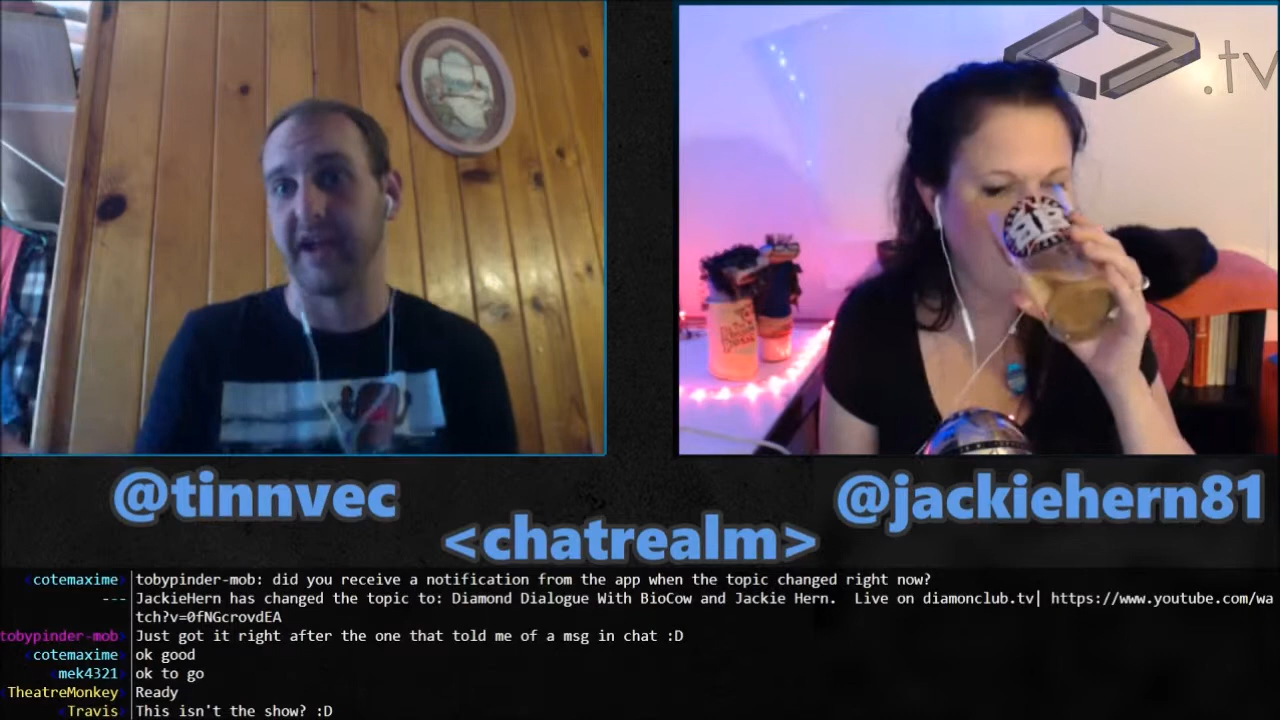 <>.tv
@tinnvec
@jackiehern81
<chatrealm>
<cotemaxime> tobypinder-mob: did you receive a notification from the app when the topic changed right now?
--- JackieHern has changed the topic to: Diamond Dialogue With BioCow and Jackie Hern.  Live on diamonclub.tv| https://www.youtube.com/wa
tch?v=0fNGcrovdEA
tobypinder-mob> Just got it right after the one that told me of a msg in chat :D
<cotemaxime> ok good
<mek4321> ok to go
<TheatreMonkey> Ready
<Travis> This isn't the show? :D